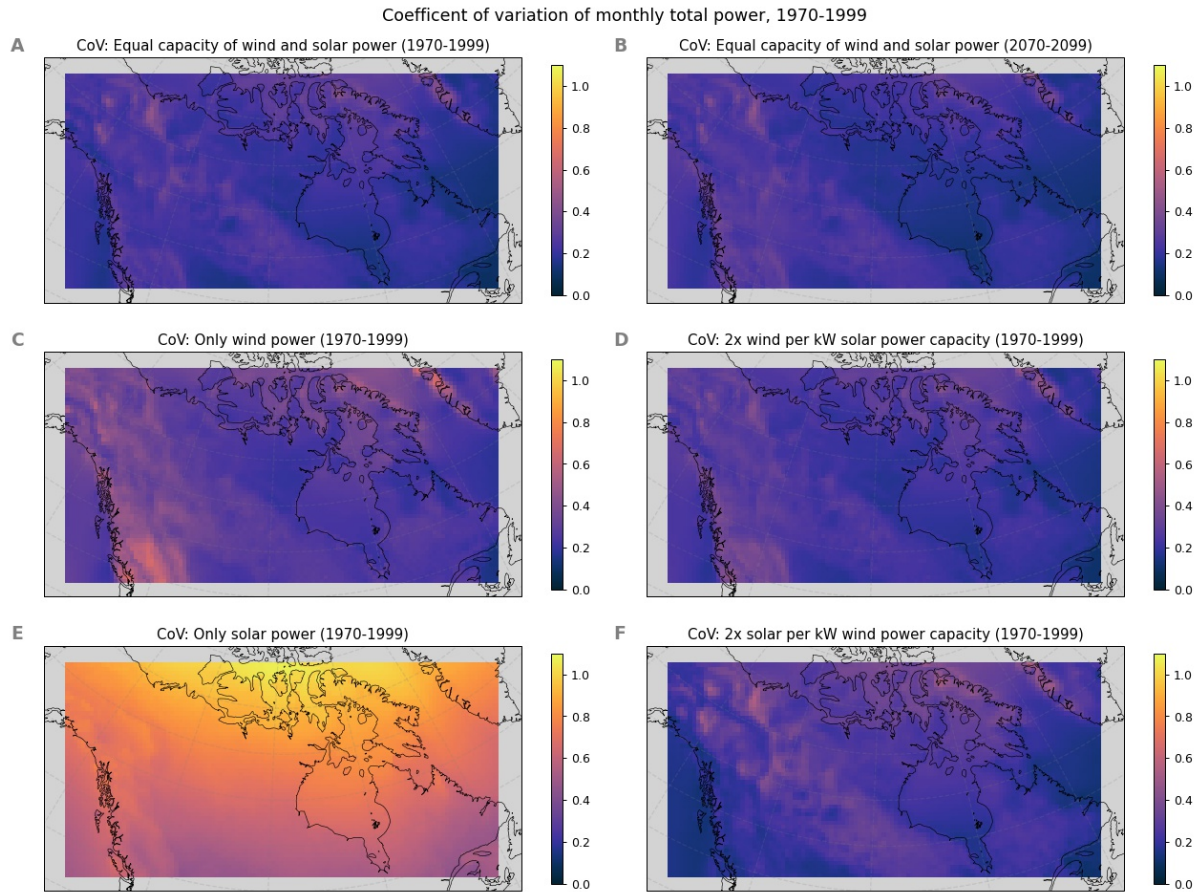 Coefficent of variation of monthly total power, 1970-1999
A
CoV: Equal capacity of wind and solar power (1970-1999)
1.0
0.8
0.6
0.4
0.2
0.0
B
CoV: Equal capacity of wind and solar power (2070-2099)
1.0
0.8
0.6
0.4
0.2
0.0
C
CoV: Only wind power (1970-1999)
1.0
0.8
0.6
0.4
0.2
0.0
D
CoV: 2x wind per kW solar power capacity (1970-1999)
1.0
0.8
0.6
0.4
0.2
0.0
E
CoV: Only solar power (1970-1999)
1.0
0.8
0.6
0.4
0.2
0.0
F
CoV: 2x solar per kW wind power capacity (1970-1999)
1.0
0.8
0.6
0.4
0.2
0.0